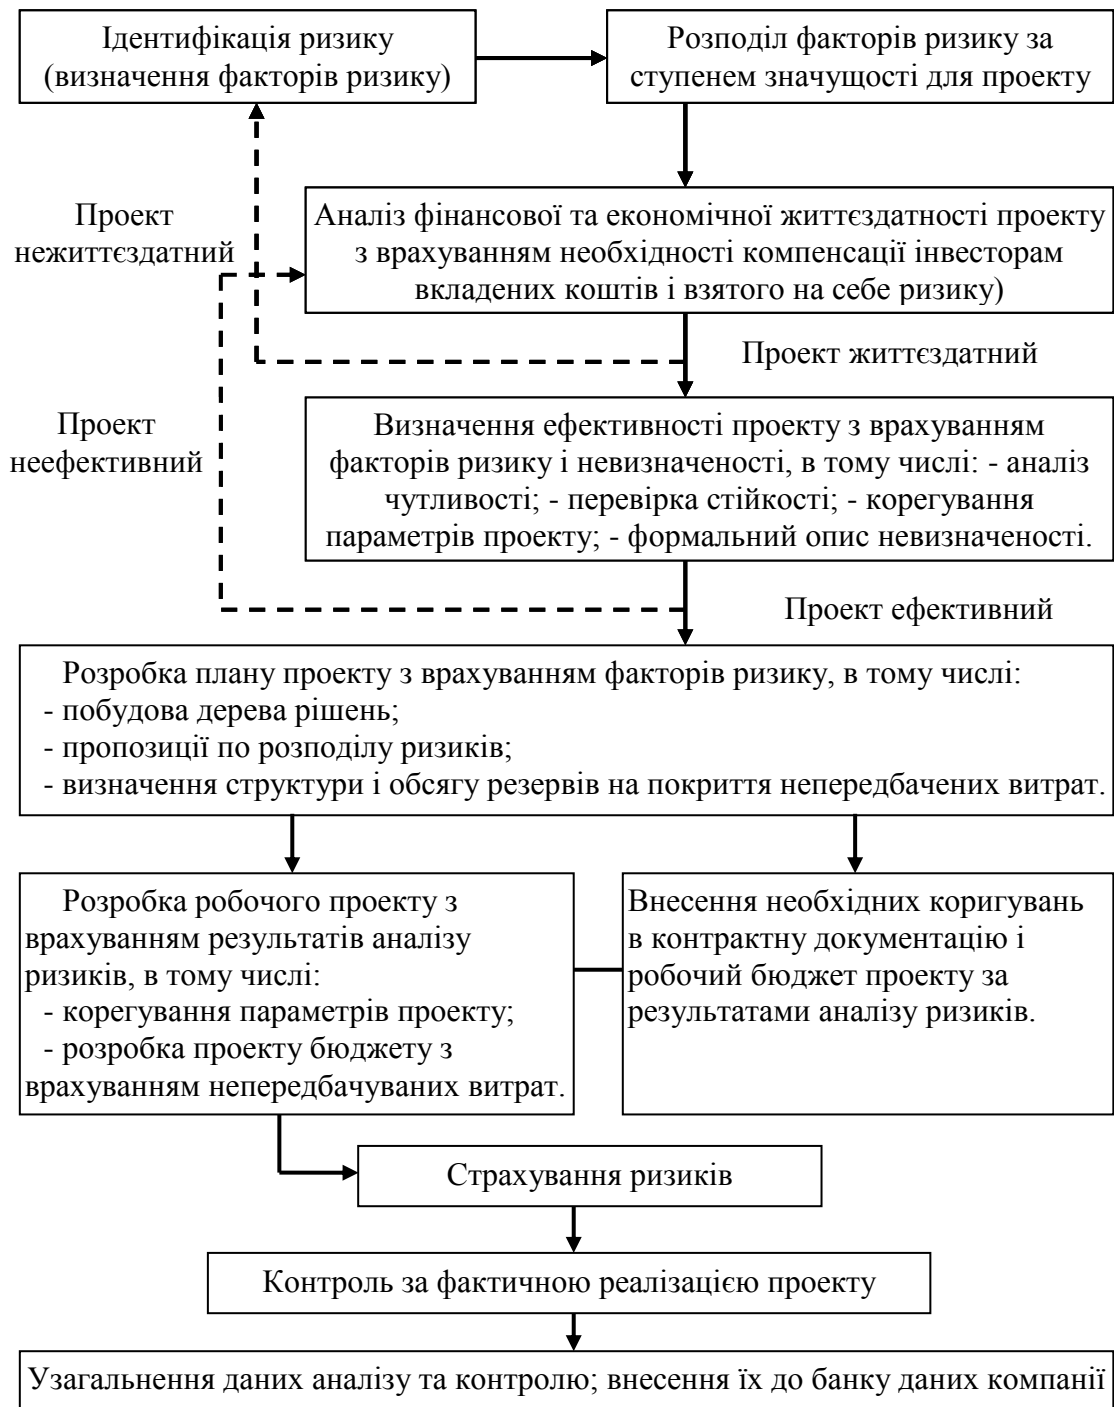 Ідентифікація ризику
(визначення факторів ризику)
Розподіл факторів ризику за
ступенем значущості для проекту
Проект
нежиттєздатний
Аналіз фінансової та економічної життєздатності проекту
з врахуванням необхідності компенсації інвесторам
вкладених коштів і взятого на себе ризику)
Проект життєздатний
Проект
неефективний
Визначення ефективності проекту з врахуванням
факторів ризику і невизначеності, в тому числі: - аналіз
чутливості; - перевірка стійкості; - корегування
параметрів проекту; - формальний опис невизначеності.
Проект ефективний
Розробка плану проекту з врахуванням факторів ризику, в тому числі:
- побудова дерева рішень;
- пропозиції по розподілу ризиків;
- визначення структури і обсягу резервів на покриття непередбачених витрат.
Розробка робочого проекту з
врахуванням результатів аналізу
ризиків, в тому числі:
- корегування параметрів проекту;
- розробка проекту бюджету з
врахуванням непередбачуваних витрат.
Внесення необхідних коригувань
в контрактну документацію і
робочий бюджет проекту за
результатами аналізу ризиків.
Страхування ризиків
Контроль за фактичною реалізацією проекту
Узагальнення даних аналізу та контролю; внесення їх до банку даних компанії